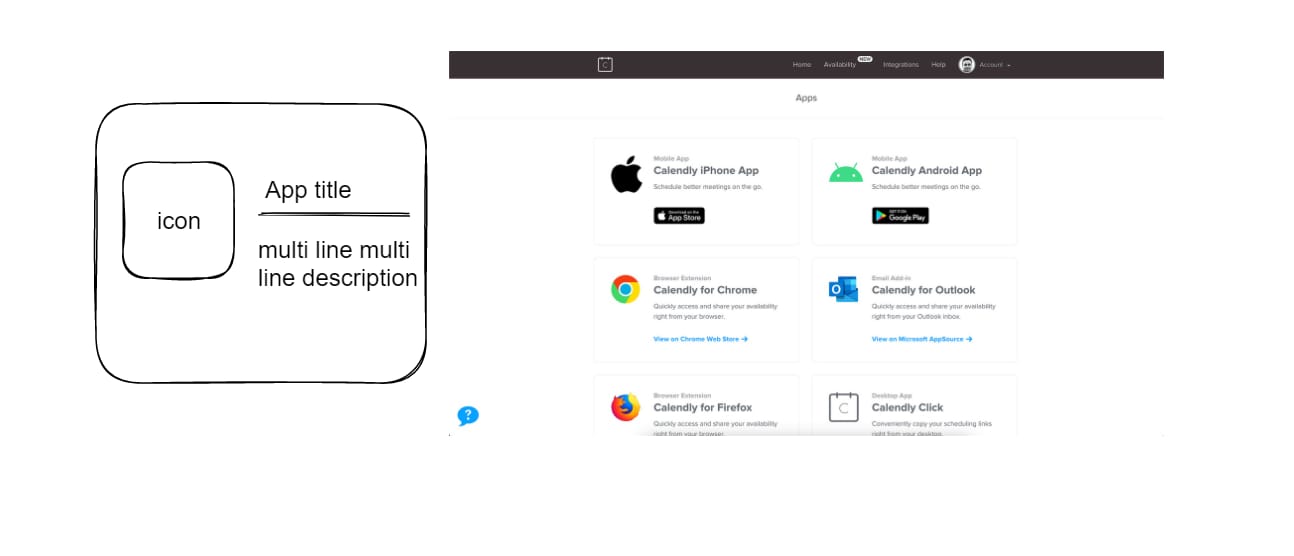 App title
icon
multi line multi
line description
C
Home
Availability
NEW
Integrations
Help
Account
Apps
Mobile App
Calendly iPhone App
Schedule better meetings on the go.
Download on the
App Store
Mobile App
Calendly Android App
Schedule better meetings on the go.
GET IT ON
Google Play
Browser Extension
Calendly for Chrome
Quickly access and share your availability
right from your browser.
View on Chrome Web Store →
Email Add-in
Calendly for Outlook
Quickly access and share your availability
right from your Outlook inbox.
View on Microsoft AppSource →
Browser Extension
Calendly for Firefox
Quickly access and share your availability
right from your browser.
C
Desktop App
Calendly Click
Conveniently copy your scheduling links
right from your desktop.
O
?